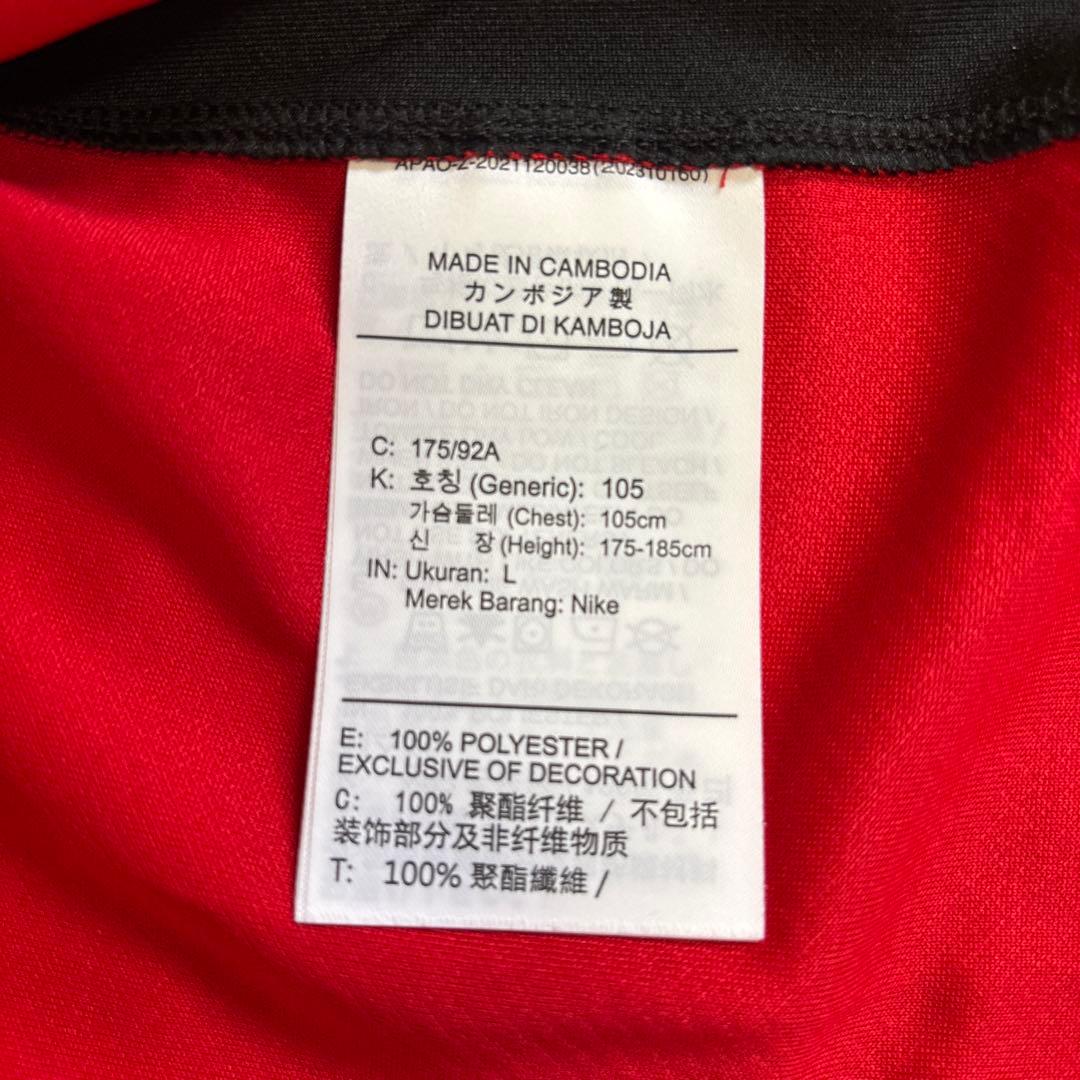 APAO-Z-2021120038(202310160)
MADE IN CAMBODIA
カンボジア製
DIBUAT DI KAMBOJA
C: 175/92A
K: 호칭 (Generic): 105
가슴둘레 (Chest): 105cm
신 장 (Height): 175-185cm
IN: Ukuran: L
Merek Barang: Nike
E: 100% POLYESTER /
EXCLUSIVE OF DECORATION
C: 100% 聚酯纤维 / 不包括
装饰部分及非纤维物质
T: 100% 聚酯纖維 /